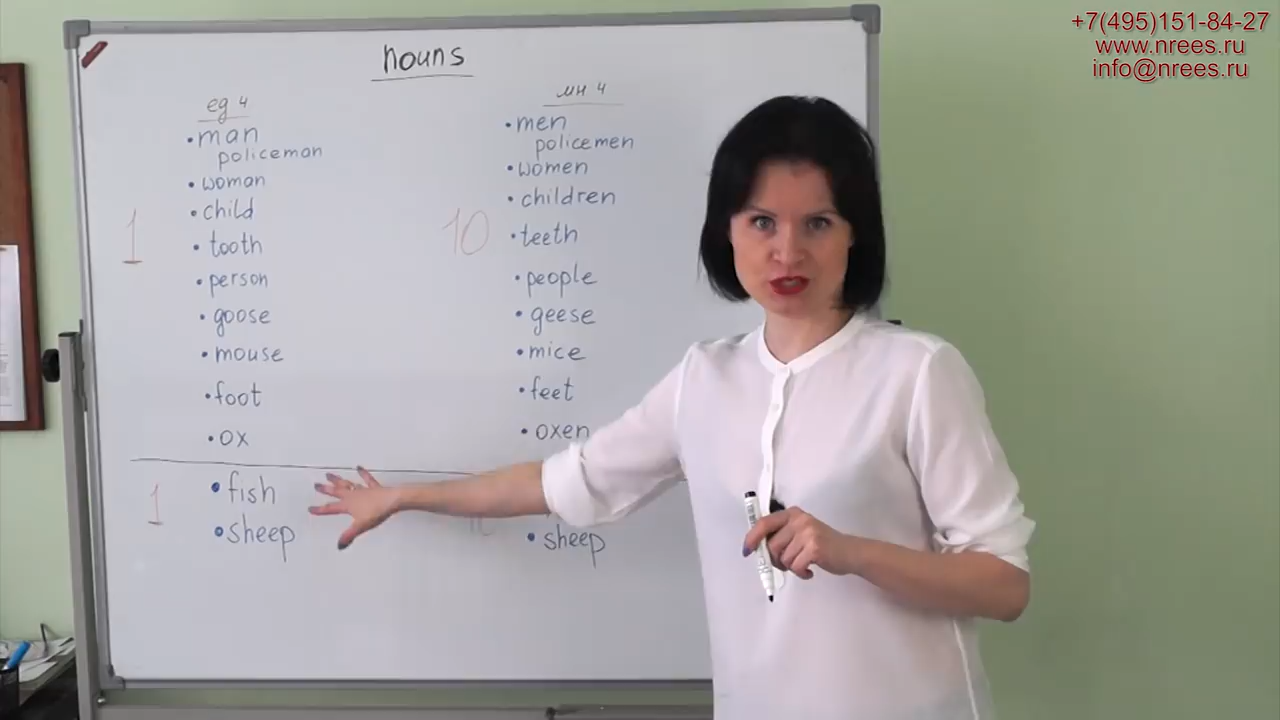 +7(495)151-84-27
www.nrees.ru
info@nrees.ru
nouns
ед ч
• man
policeman
• woman
• child
• tooth
• person
• goose
• mouse
• foot
• ox
1
• fish
• sheep
1
мн ч
• men
policemen
• women
• children
• teeth
• people
• geese
• mice
• feet
• oxen
10
• sheep